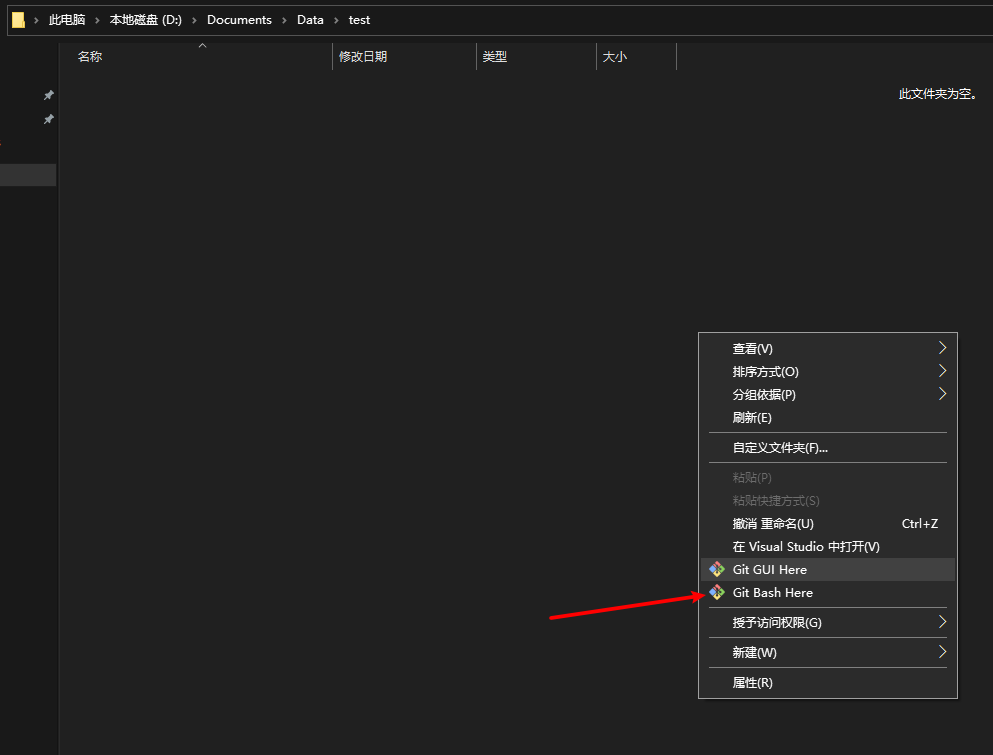 此电脑 › 本地磁盘 (D:) › Documents › Data › test
名称 修改日期 类型 大小
此文件夹为空。
查看(V)
排序方式(O)
分组依据(P)
刷新(E)
自定义文件夹(F)...
粘贴(P)
粘贴快捷方式(S)
撤消 重命名(U) Ctrl+Z
在 Visual Studio 中打开(V)
Git GUI Here
Git Bash Here
授予访问权限(G)
新建(W)
属性(R)